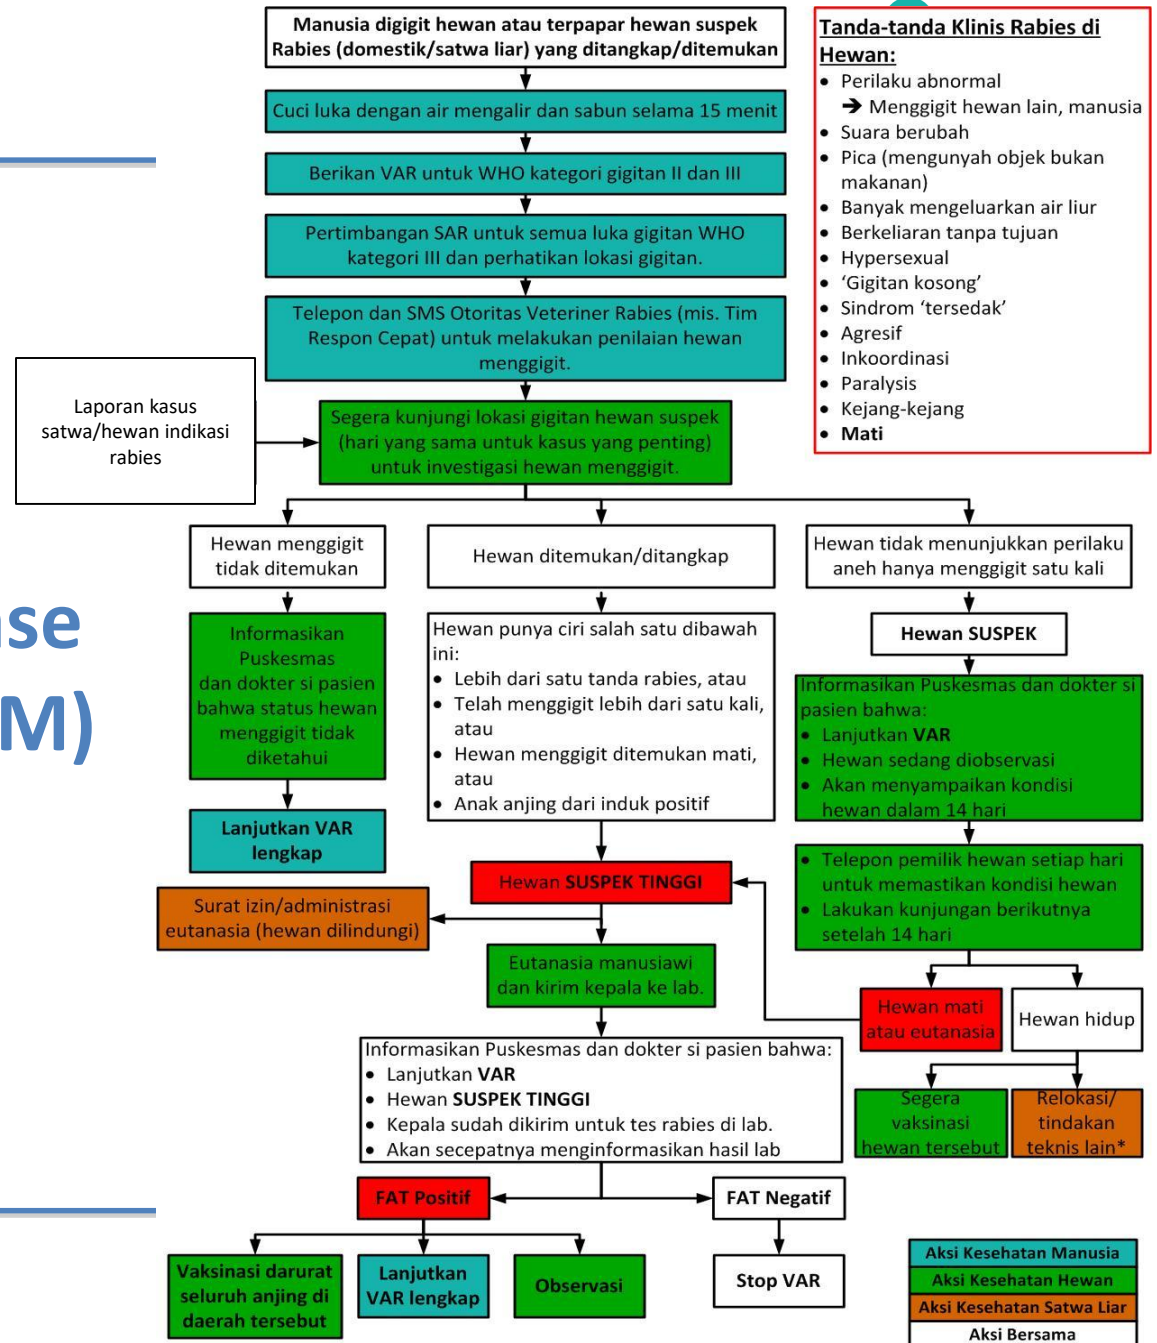 Manusia digigit hewan atau terpapar hewan suspek
Rabies (domestik/satwa liar) yang ditangkap/ditemukan
Cuci luka dengan air mengalir dan sabun selama 15 menit
Berikan VAR untuk WHO kategori gigitan II dan III
Pertimbangan SAR untuk semua luka gigitan WHO
kategori III dan perhatikan lokasi gigitan.
Telepon dan SMS Otoritas Veteriner Rabies (mis. Tim
Respon Cepat) untuk melakukan penilaian hewan
menggigit.
Tanda-tanda Klinis Rabies di
Hewan:
• Perilaku abnormal
➔ Menggigit hewan lain, manusia
• Suara berubah
• Pica (mengunyah objek bukan
makanan)
• Banyak mengeluarkan air liur
• Berkeliaran tanpa tujuan
• Hypersexual
• ‘Gigitan kosong’
• Sindrom ‘tersedak’
• Agresif
• Inkoordinasi
• Paralysis
• Kejang-kejang
• Mati
Laporan kasus
satwa/hewan indikasi
rabies
Segera kunjungi lokasi gigitan hewan suspek
(hari yang sama untuk kasus yang penting)
untuk investigasi hewan menggigit.
Hewan menggigit
tidak ditemukan
Informasikan
Puskesmas
dan dokter si pasien
bahwa status hewan
menggigit tidak
diketahui
Lanjutkan VAR
lengkap
Hewan ditemukan/ditangkap
Hewan punya ciri salah satu dibawah
ini:
• Lebih dari satu tanda rabies, atau
• Telah menggigit lebih dari satu kali,
atau
• Hewan menggigit ditemukan mati,
atau
• Anak anjing dari induk positif
Hewan SUSPEK TINGGI
Surat izin/administrasi
eutanasia (hewan dilindungi)
Eutanasia manusiawi
dan kirim kepala ke lab.
Hewan tidak menunjukkan perilaku
aneh hanya menggigit satu kali
Hewan SUSPEK
Informasikan Puskesmas dan dokter si
pasien bahwa:
• Lanjutkan VAR
• Hewan sedang diobservasi
• Akan menyampaikan kondisi
hewan dalam 14 hari
• Telepon pemilik hewan setiap hari
untuk memastikan kondisi hewan
• Lakukan kunjungan berikutnya
setelah 14 hari
Hewan mati
atau eutanasia
Hewan hidup
Segera
vaksinasi
hewan tersebut
Relokasi/
tindakan
teknis lain*
Informasikan Puskesmas dan dokter si pasien bahwa:
• Lanjutkan VAR
• Hewan SUSPEK TINGGI
• Kepala sudah dikirim untuk tes rabies di lab.
• Akan secepatnya menginformasikan hasil lab
FAT Positif
FAT Negatif
Vaksinasi darurat
seluruh anjing di
daerah tersebut
Lanjutkan
VAR lengkap
Observasi
Stop VAR
Aksi Kesehatan Manusia
Aksi Kesehatan Hewan
Aksi Kesehatan Satwa Liar
Aksi Bersama
M)